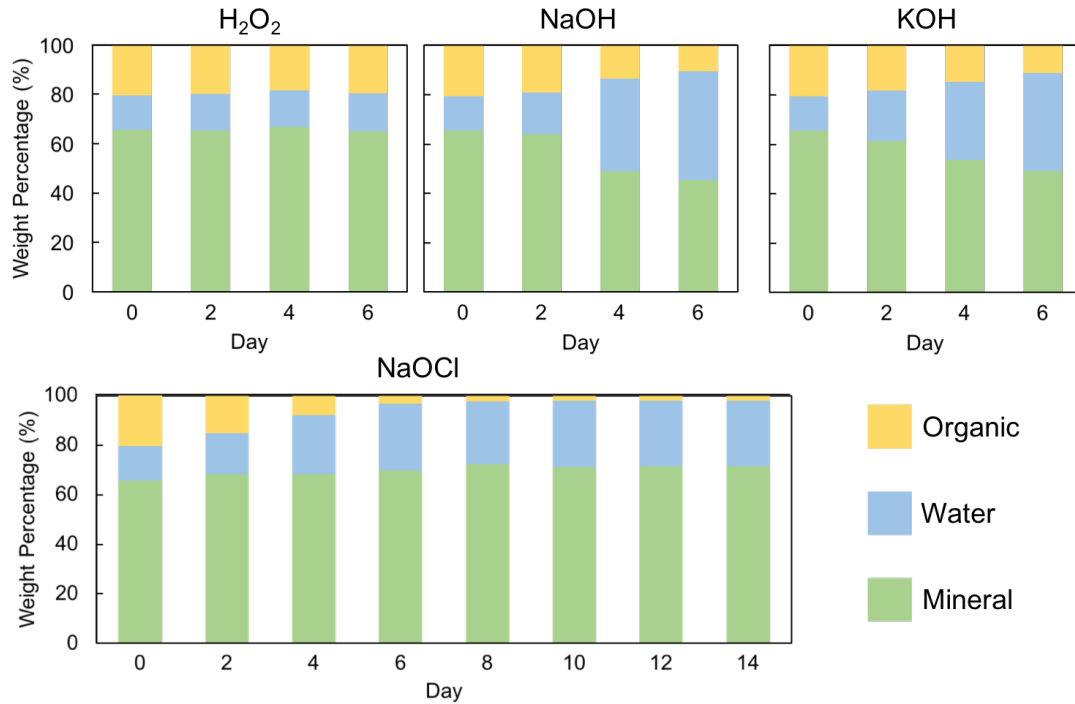 H₂O₂
NaOH
KOH
Weight Percentage (%)
100
80
60
40
20
0
0 2 4 6
Day
0 2 4 6
Day
0 2 4 6
Day
NaOCl
Weight Percentage (%)
100
80
60
40
20
0
0 2 4 6 8 10 12 14
Day
Organic
Water
Mineral